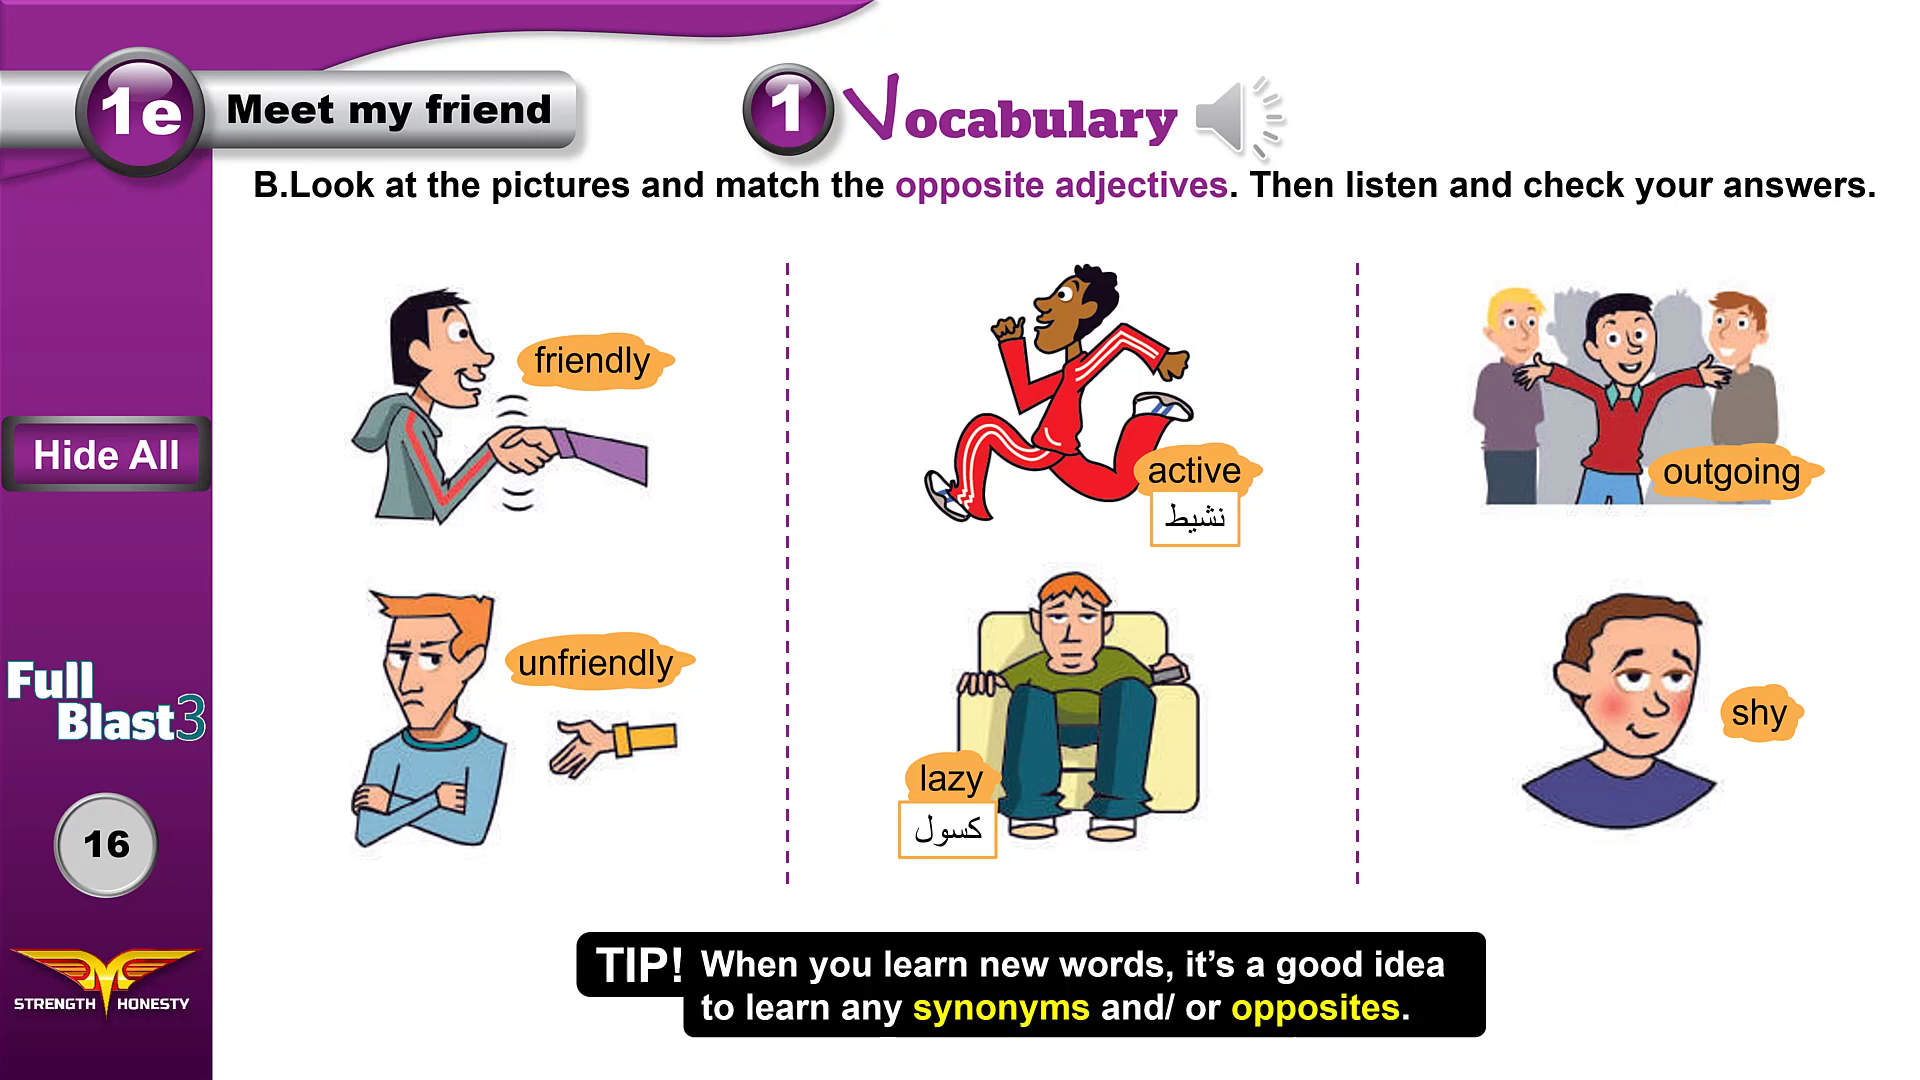 1e Meet my friend
1 Vocabulary
B.Look at the pictures and match the opposite adjectives. Then listen and check your answers.
friendly
active
نشيط
outgoing
Hide All
unfriendly
lazy
كسول
shy
Full
Blast3
16
STRENGTH HONESTY
TIP! When you learn new words, it’s a good idea
to learn any synonyms and/ or opposites.